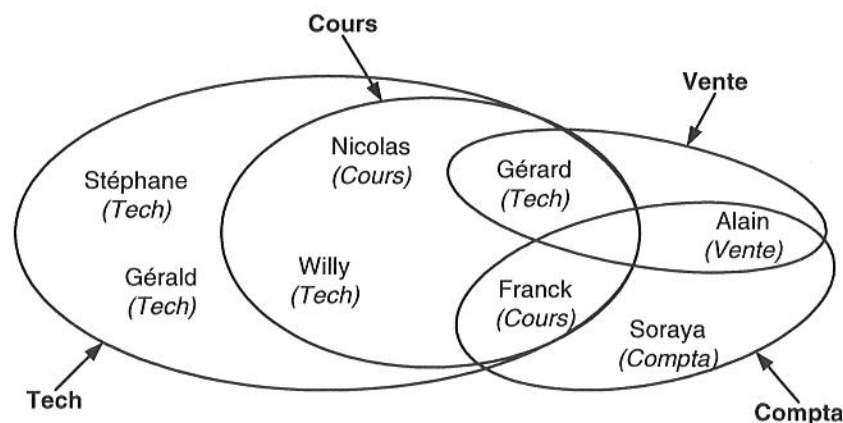 Cours
Vente
Nicolas
(Cours)
Gérard
(Tech)
Stéphane
(Tech)
Alain
(Vente)
Gérald
(Tech)
Willy
(Tech)
Franck
(Cours)
Soraya
(Compta)
Tech
Compta